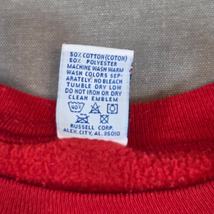 50% COTTON (COTON)
50% POLYESTER
MACHINE WASH WARM
WASH COLORS SEP-
ARATELY. NO BLEACH
TUMBLE DRY LOW
DO NOT IRON OR DRY
CLEAN EMBLEM
40°
RUSSELL CORP.
ALEX. CITY, AL. 35010